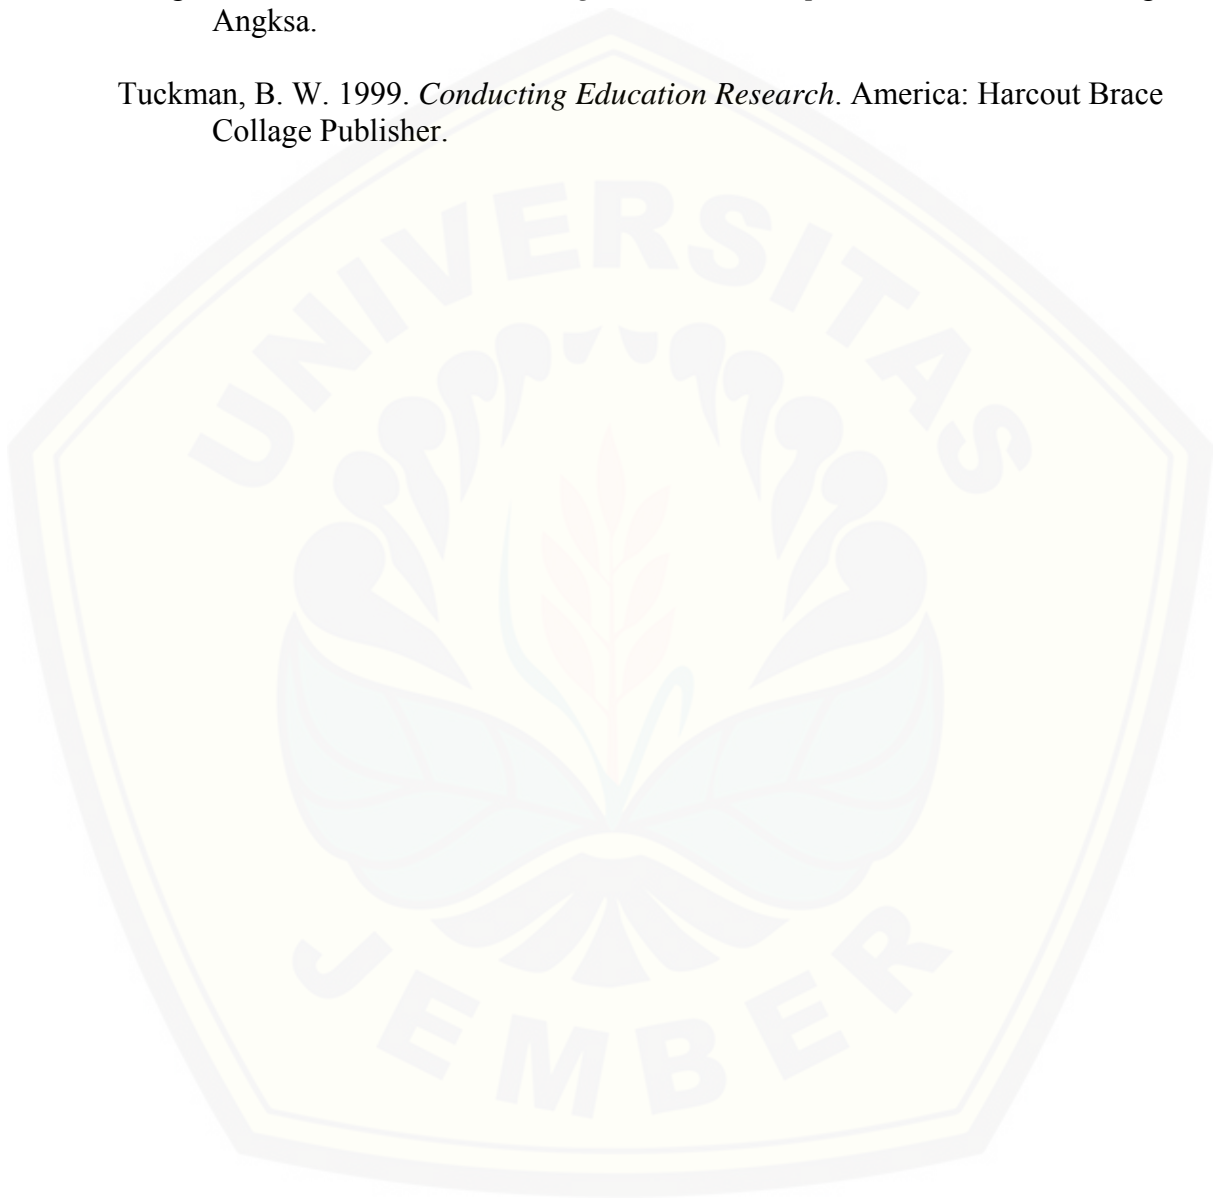 Angksa.
Tuckman, B. W. 1999. Conducting Education Research. America: Harcout Brace
Collage Publisher.
UNIVERSITAS
JEMBER